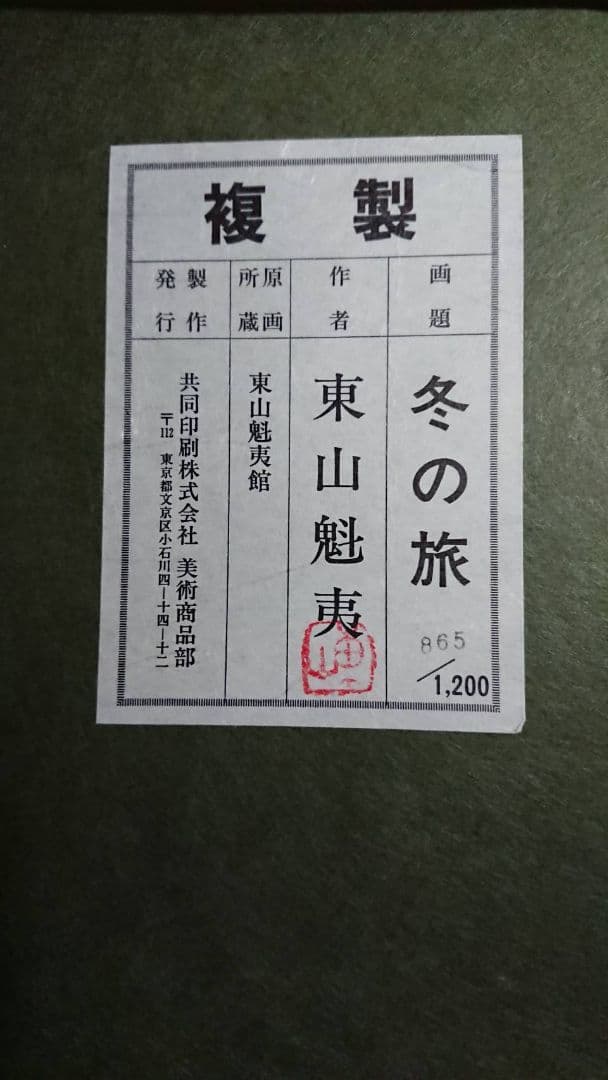 複製
画題
冬の旅
865/1,200
作者
東山魁夷
原画所蔵
東山魁夷館
製作発行
共同印刷株式会社 美術商品部
〒112 東京都文京区小石川四ー十四ー十二